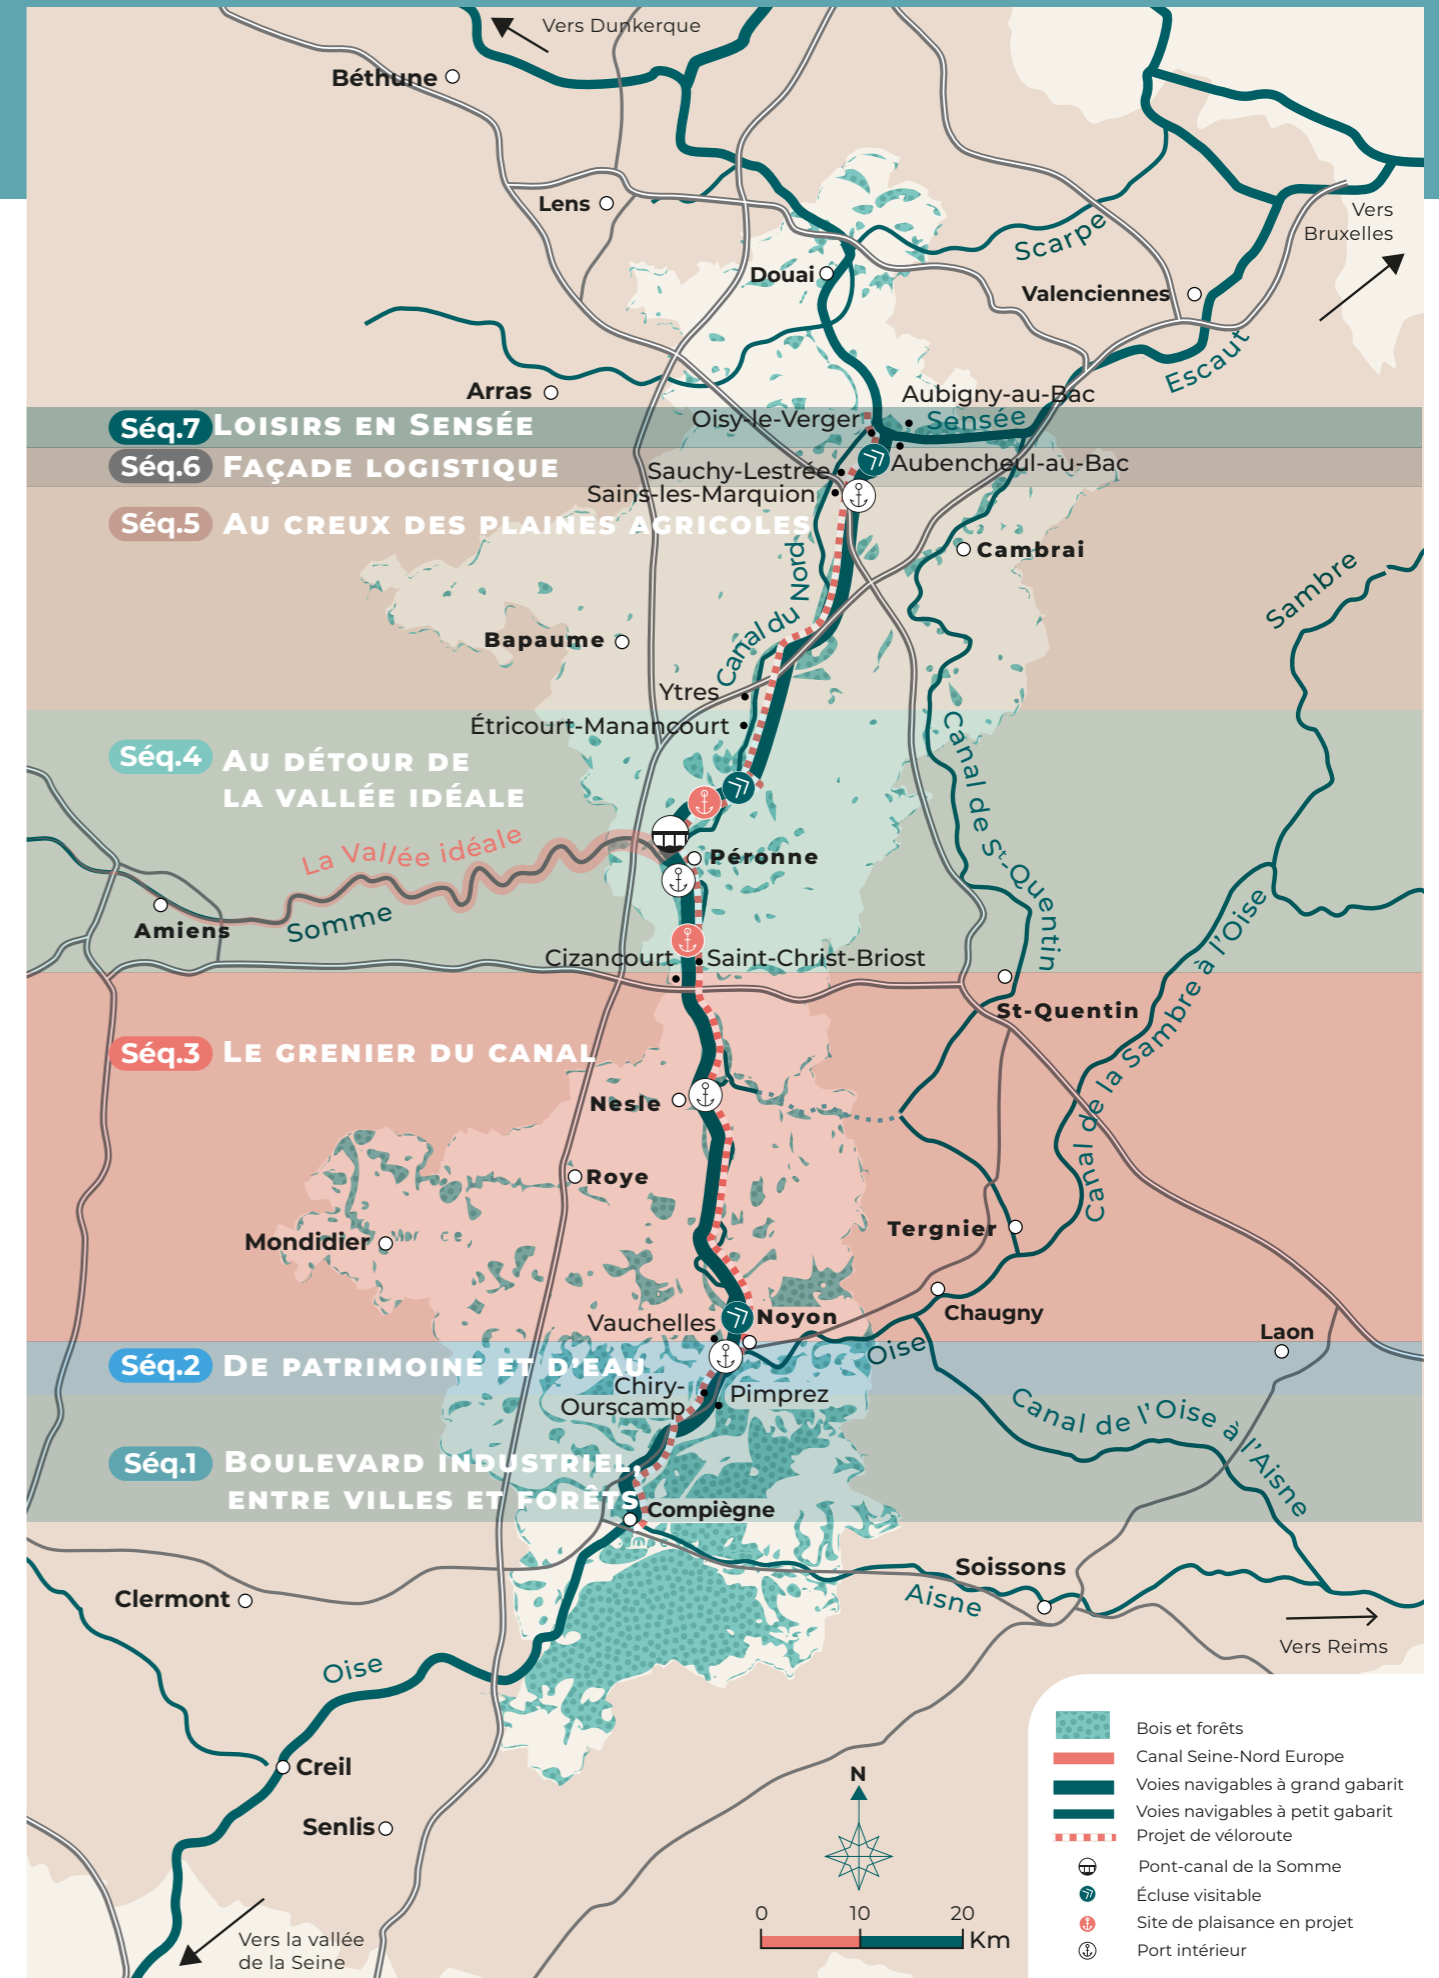 Vers Dunkerque
Béthune
Lens
Vers
Bruxelles
Scarpe
Douai
Valenciennes
Escaut
Arras
Aubigny-au-Bac
Séq.7 Loisirs en Sensée
Oisy-le-Verger
Sensée
Séq.6 Façade logistique
Sauchy-Lestrée
Aubencheul-au-Bac
Sains-les-Marquion
Séq.5 Au creux des plaines agricoles
Canal du Nord
Cambrai
Sambre
Bapaume
Ytres
Étricourt-Manancourt
Canal de St-Quentin
Séq.4 Au détour de
la vallée idéale
La Vallée idéale
Péronne
Amiens
Somme
Cizancourt
Saint-Christ-Briost
Canal de la Sambre à l'Oise
St-Quentin
Séq.3 Le grenier du canal
Nesle
Roye
Mondidier
Tergnier
Chaugny
Vauchelles
Noyon
Oise
Laon
Séq.2 De patrimoine et d'eau
Chiry-
Ourscamp
Pimprez
Canal de l'Oise à l'Aisne
Séq.1 Boulevard industriel,
entre villes et forêts
Compiègne
Soissons
Aisne
Clermont
Vers Reims
Oise
Creil
Senlis
Vers la vallée
de la Seine
N
0 10 20
Km
Bois et forêts
Canal Seine-Nord Europe
Voies navigables à grand gabarit
Voies navigables à petit gabarit
Projet de véloroute
Pont-canal de la Somme
Écluse visitable
Site de plaisance en projet
Port intérieur